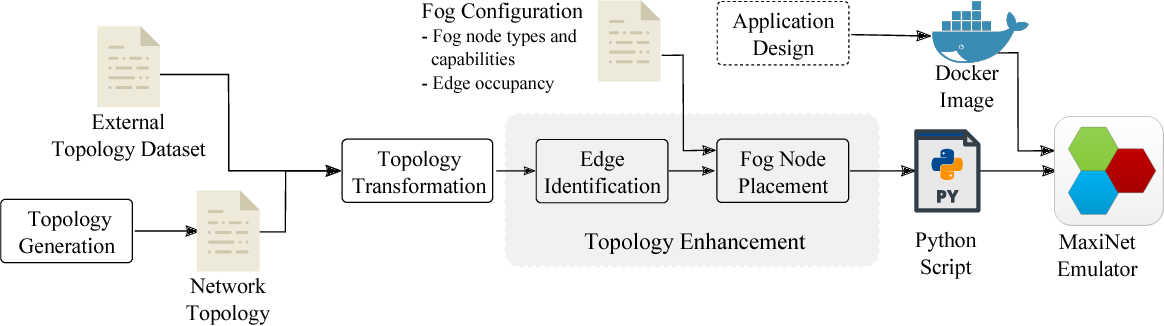 Fog Configuration
- Fog node types and
capabilities
- Edge occupancy
Application
Design
Docker
Image
External
Topology Dataset
Topology
Transformation
Edge
Identification
Fog Node
Placement
PY
Topology
Generation
Topology Enhancement
Python
Script
MaxiNet
Emulator
Network
Topology